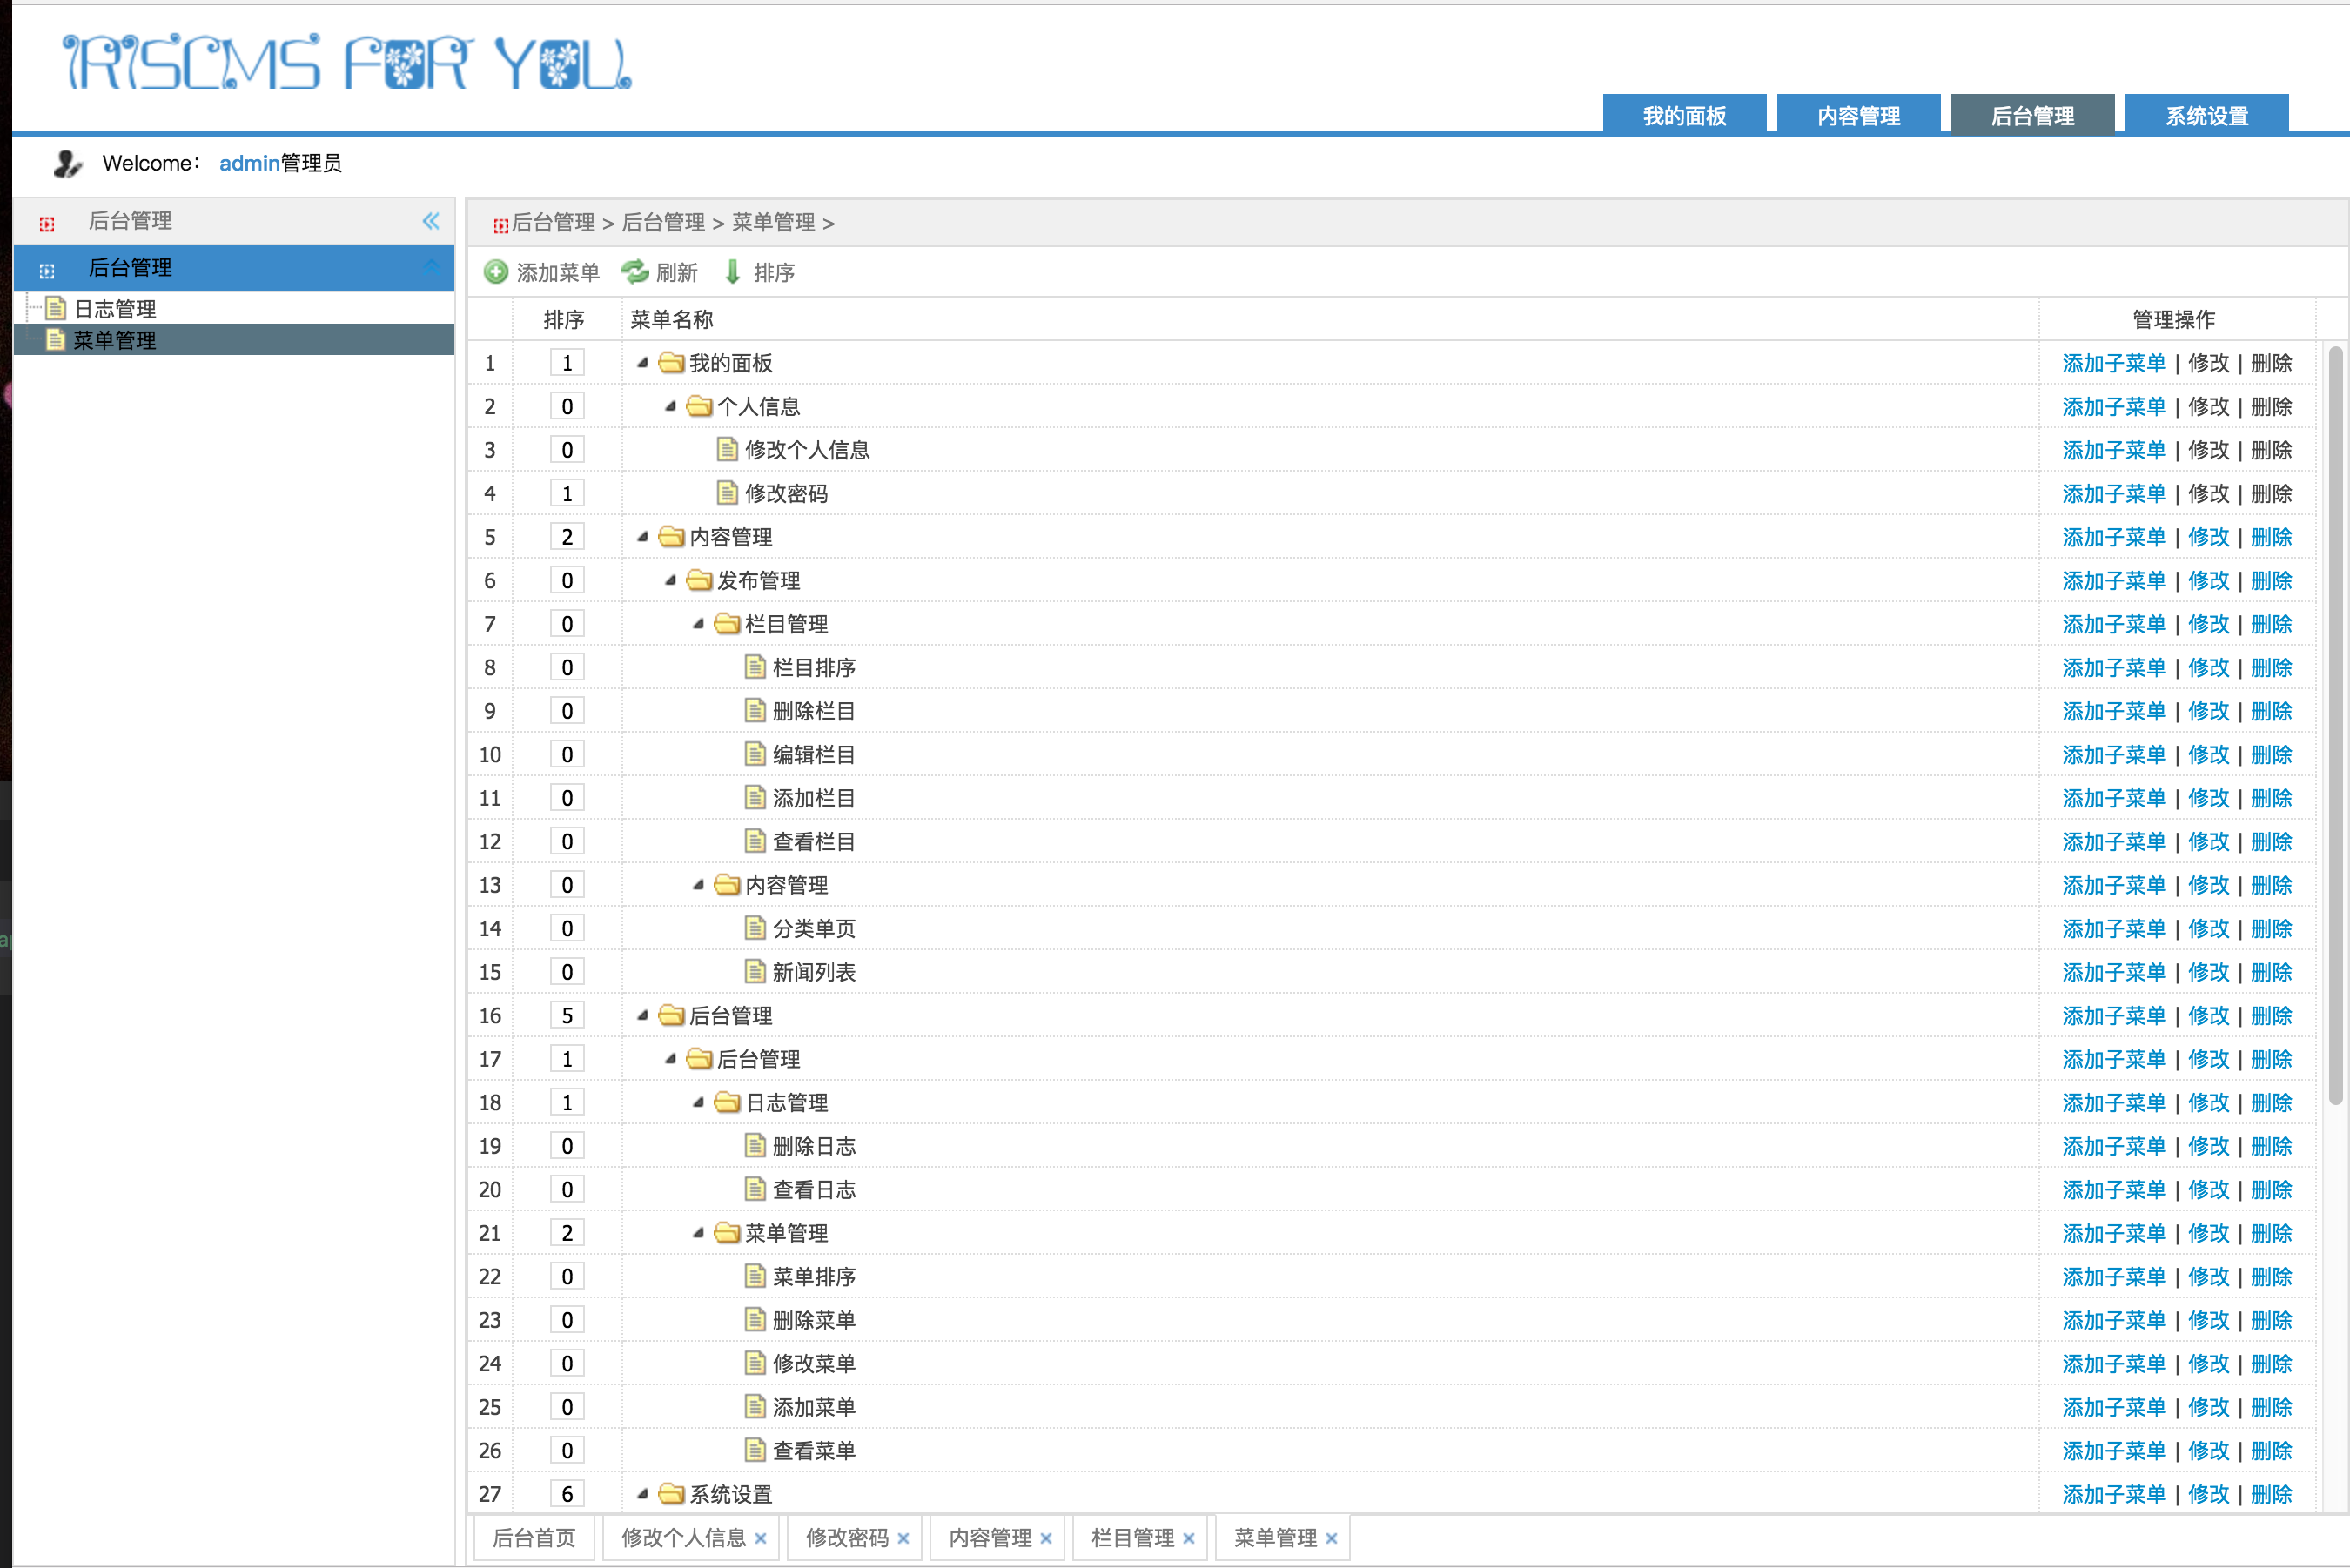 IRISCMS FOR YOU
我的面板 内容管理 后台管理 系统设置
Welcome： admin管理员
后台管理
后台管理
日志管理
菜单管理
后台管理 > 后台管理 > 菜单管理 >
添加菜单 刷新 排序
排序 菜单名称 管理操作
1 1 我的面板 添加子菜单 | 修改 | 删除
2 0 个人信息 添加子菜单 | 修改 | 删除
3 0 修改个人信息 添加子菜单 | 修改 | 删除
4 1 修改密码 添加子菜单 | 修改 | 删除
5 2 内容管理 添加子菜单 | 修改 | 删除
6 0 发布管理 添加子菜单 | 修改 | 删除
7 0 栏目管理 添加子菜单 | 修改 | 删除
8 0 栏目排序 添加子菜单 | 修改 | 删除
9 0 删除栏目 添加子菜单 | 修改 | 删除
10 0 编辑栏目 添加子菜单 | 修改 | 删除
11 0 添加栏目 添加子菜单 | 修改 | 删除
12 0 查看栏目 添加子菜单 | 修改 | 删除
13 0 内容管理 添加子菜单 | 修改 | 删除
14 0 分类单页 添加子菜单 | 修改 | 删除
15 0 新闻列表 添加子菜单 | 修改 | 删除
16 5 后台管理 添加子菜单 | 修改 | 删除
17 1 后台管理 添加子菜单 | 修改 | 删除
18 1 日志管理 添加子菜单 | 修改 | 删除
19 0 删除日志 添加子菜单 | 修改 | 删除
20 0 查看日志 添加子菜单 | 修改 | 删除
21 2 菜单管理 添加子菜单 | 修改 | 删除
22 0 菜单排序 添加子菜单 | 修改 | 删除
23 0 删除菜单 添加子菜单 | 修改 | 删除
24 0 修改菜单 添加子菜单 | 修改 | 删除
25 0 添加菜单 添加子菜单 | 修改 | 删除
26 0 查看菜单 添加子菜单 | 修改 | 删除
27 6 系统设置 添加子菜单 | 修改 | 删除
后台首页 修改个人信息 修改密码 内容管理 栏目管理 菜单管理